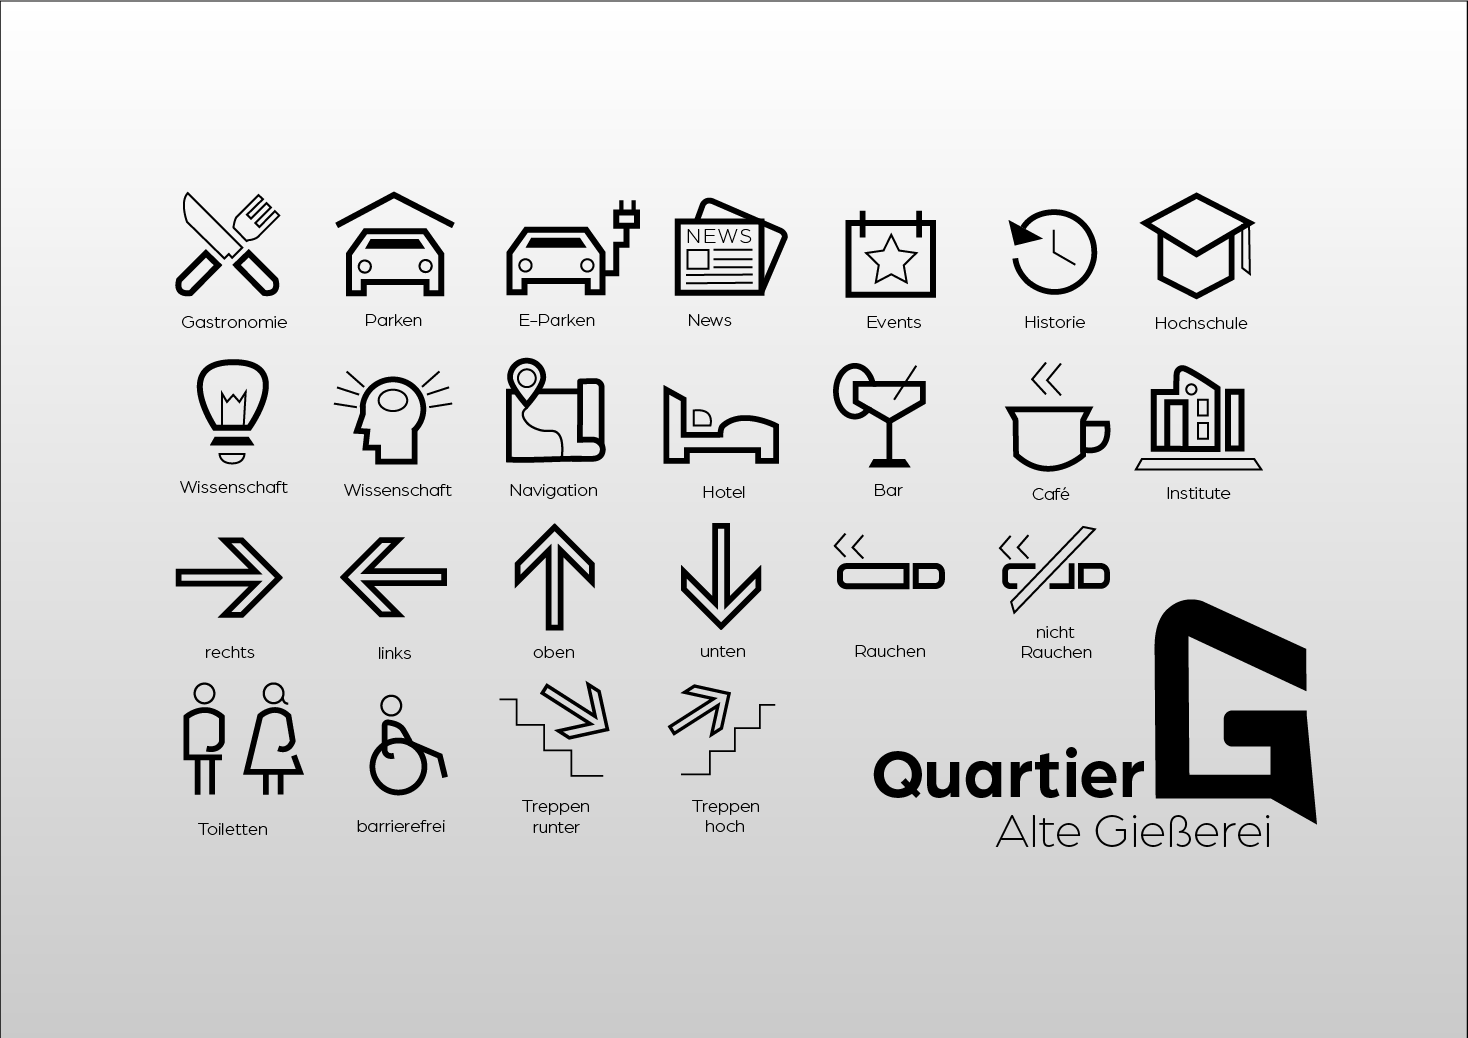 NEWS
Gastronomie
Parken
E-Parken
News
Events
Historie
Hochschule
Wissenschaft
Wissenschaft
Navigation
Hotel
Bar
Café
Institute
rechts
links
oben
unten
Rauchen
nicht
Rauchen
Toiletten
barrierefrei
Treppen
runter
Treppen
hoch
Quartier G
Alte Gießerei